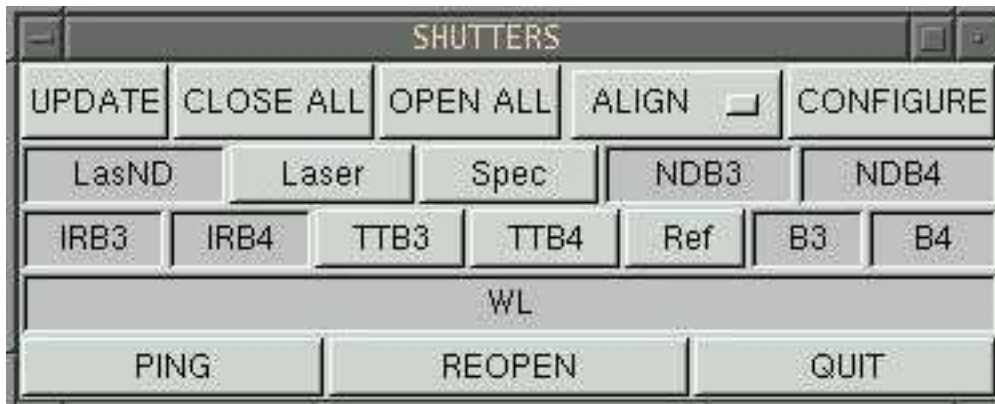 SHUTTERS
UPDATE CLOSE ALL OPEN ALL ALIGN CONFIGURE
LasND Laser Spec NDB3 NDB4
IRB3 IRB4 TTB3 TTB4 Ref B3 B4
WL
PING REOPEN QUIT